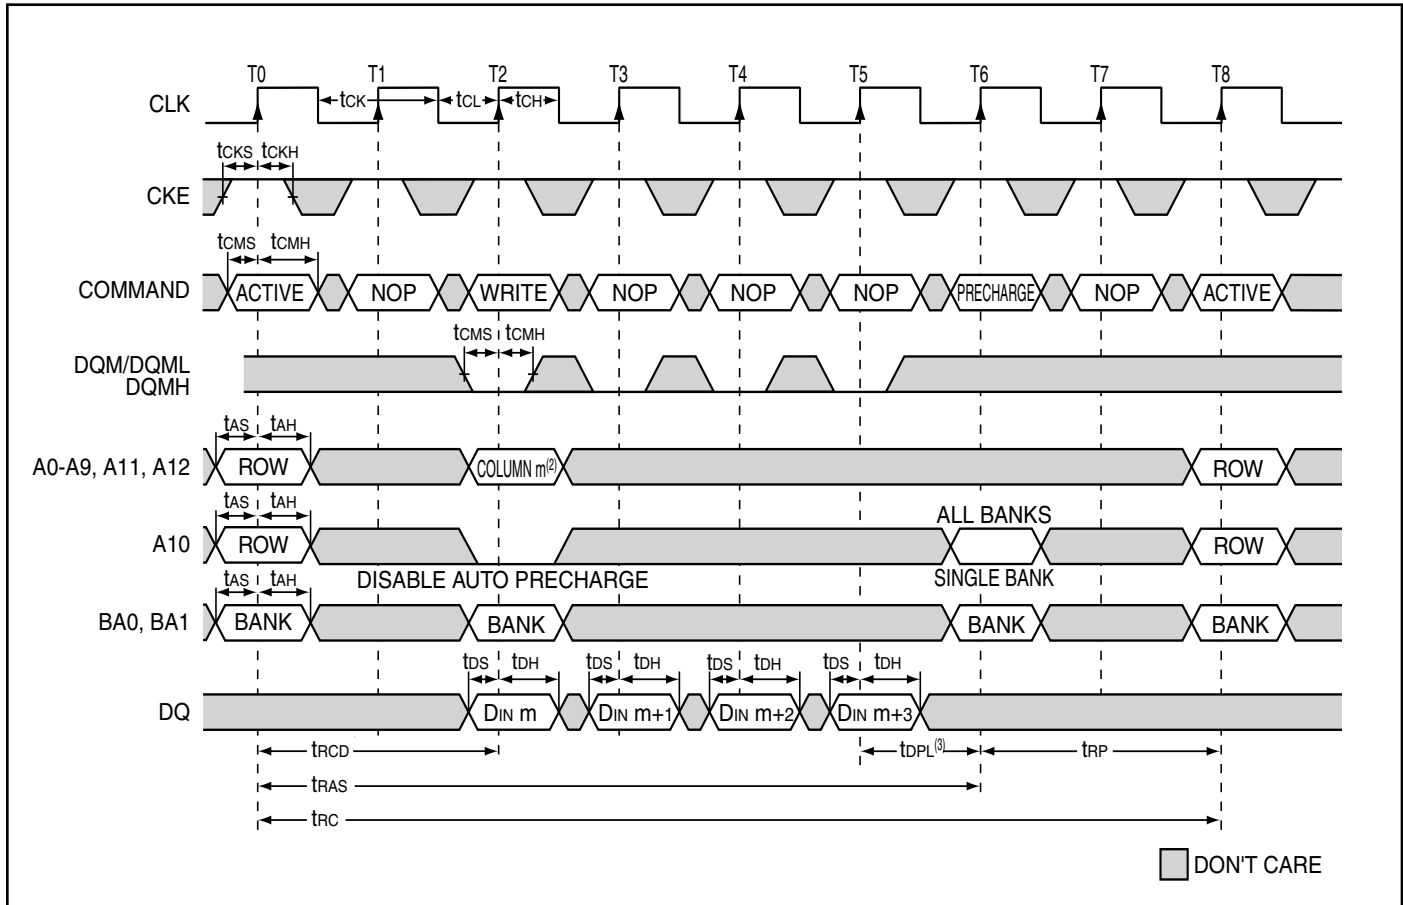 T0 T1 T2 T3 T4 T5 T6 T7 T8
CLK tCK tCL tCH
tCKS tCKH
CKE
tCMS tCMH
COMMAND ACTIVE NOP WRITE NOP NOP NOP PRECHARGE NOP ACTIVE
tCMS tCMH
DQM/DQML
DQMH
tAS tAH
A0-A9, A11, A12 ROW COLUMN m(2) ROW
tAS tAH
ALL BANKS
A10 ROW ROW
DISABLE AUTO PRECHARGE SINGLE BANK
tAS tAH
BA0, BA1 BANK BANK BANK BANK
tDS tDH tDS tDH tDS tDH tDS tDH
DQ DIN m DIN m+1 DIN m+2 DIN m+3
tRCD tDPL(3) tRP
tRAS
tRC
DON'T CARE